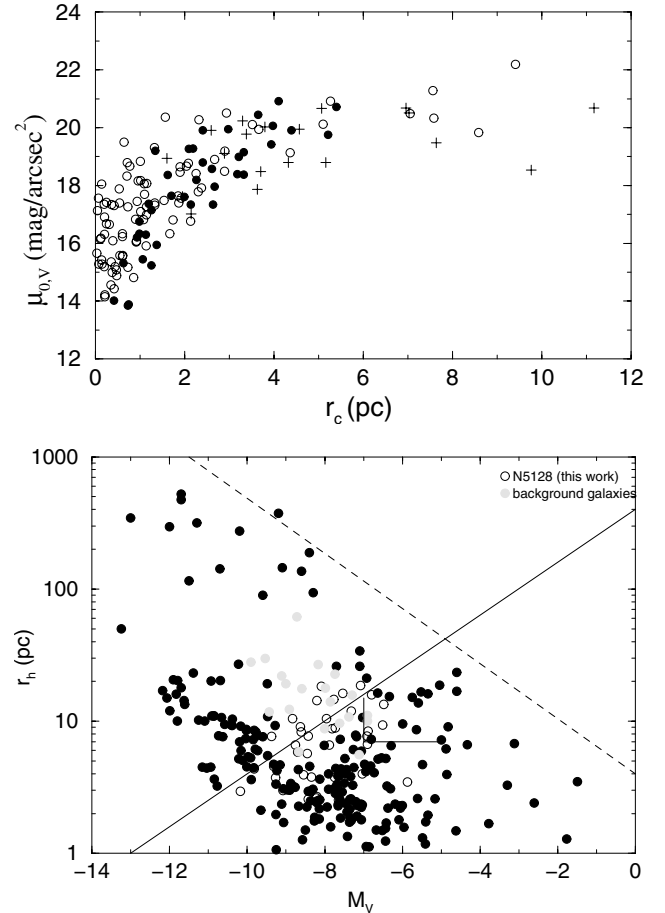 24
22
20
18
16
14
12
μ0,V (mag/arcsec²)
0 2 4 6 8 10 12
rc (pc)
1000
100
10
1
rh (pc)
N5128 (this work)
background galaxies
−14 −12 −10 −8 −6 −4 −2 0
MV